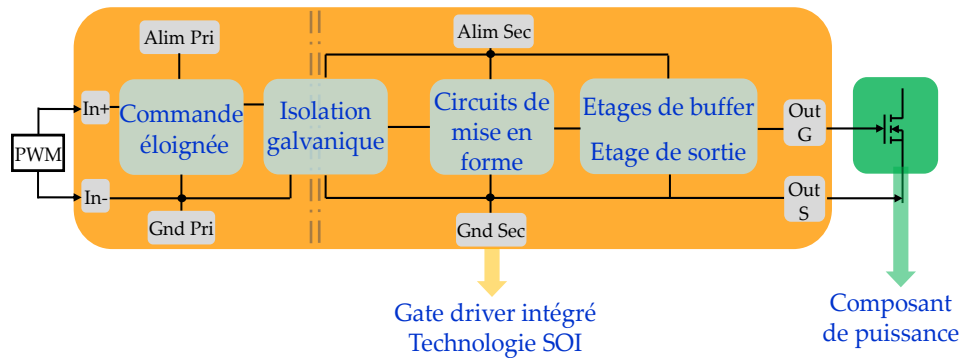 Alim Pri
Alim Sec
PWM
In+
In-
Commande
éloignée
Isolation
galvanique
Circuits de
mise en
forme
Etages de buffer
Etage de sortie
Out
G
Out
S
Gnd Pri
Gnd Sec
Gate driver intégré
Technologie SOI
Composant
de puissance